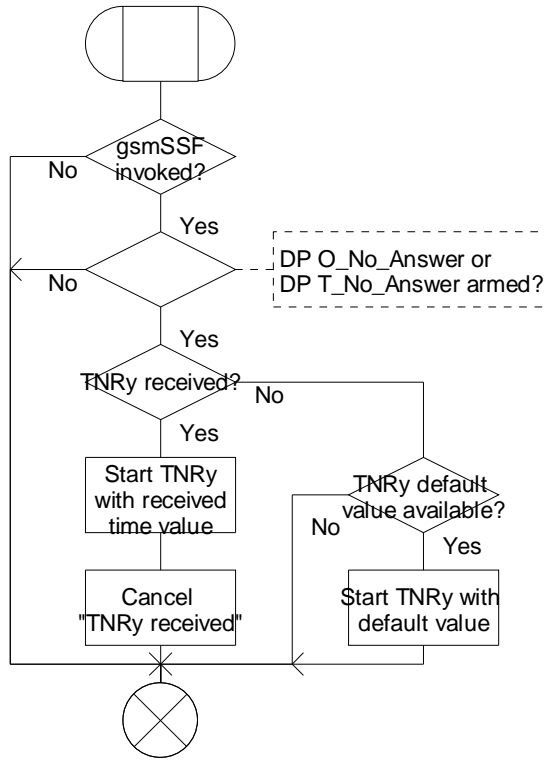 gsmSSF
invoked?
No
Yes
DP O_No_Answer or
DP T_No_Answer armed?
No
Yes
TNRy received?
No
Yes
Start TNRy
with received
time value
TNRy default
value available?
No
Yes
Cancel
"TNRy received"
Start TNRy with
default value